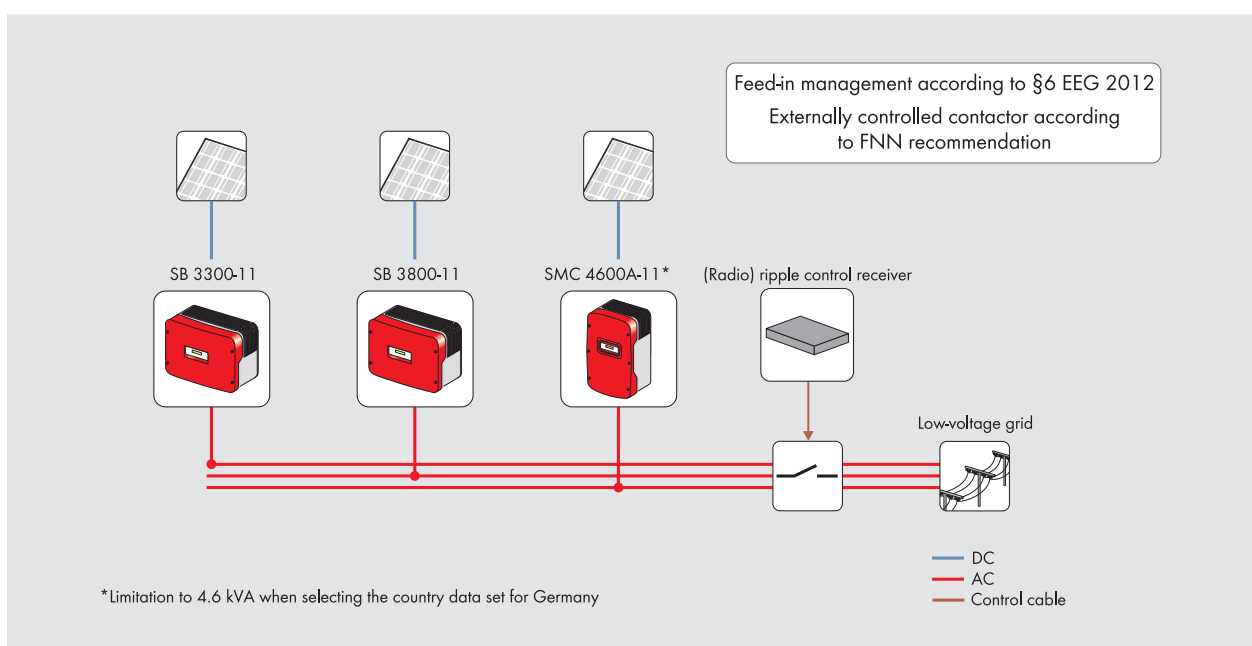 Feed-in management according to §6 EEG 2012
Externally controlled contactor according
to FNN recommendation
SB 3300-11
SB 3800-11
SMC 4600A-11*
(Radio) ripple control receiver
Low-voltage grid
DC
AC
Control cable
*Limitation to 4.6 kVA when selecting the country data set for Germany